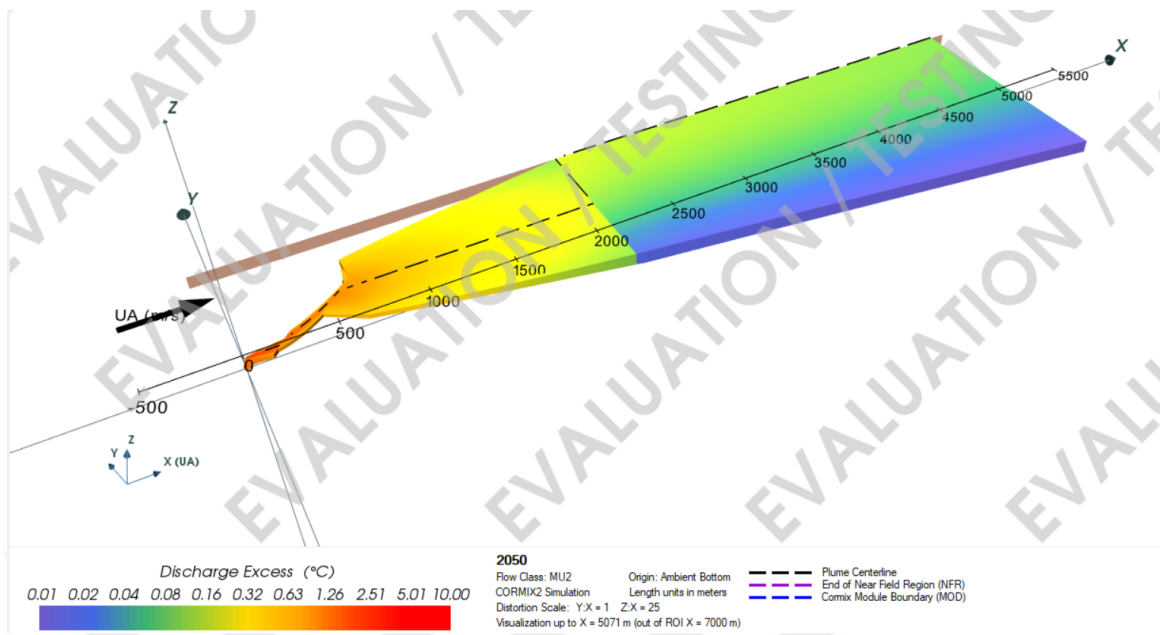 EVALUATION / TESTING
EVALUATION / TESTING
Z
Y
X
UA (m/s)
-500
0
500
1000
1500
2000
2500
3000
3500
4000
4500
5000
5500
Z
Y
X (UA)
Discharge Excess (°C)
0.01 0.02 0.04 0.08 0.16 0.32 0.63 1.26 2.51 5.01 10.00
2050
Flow Class: MU2 Origin: Ambient Bottom
CORMIX2 Simulation Length units in meters
Distortion Scale: Y:X = 1 Z:X = 25
Visualization up to X = 5071 m (out of ROI X = 7000 m)
Plume Centerline
End of Near Field Region (NFR)
Cormix Module Boundary (MOD)